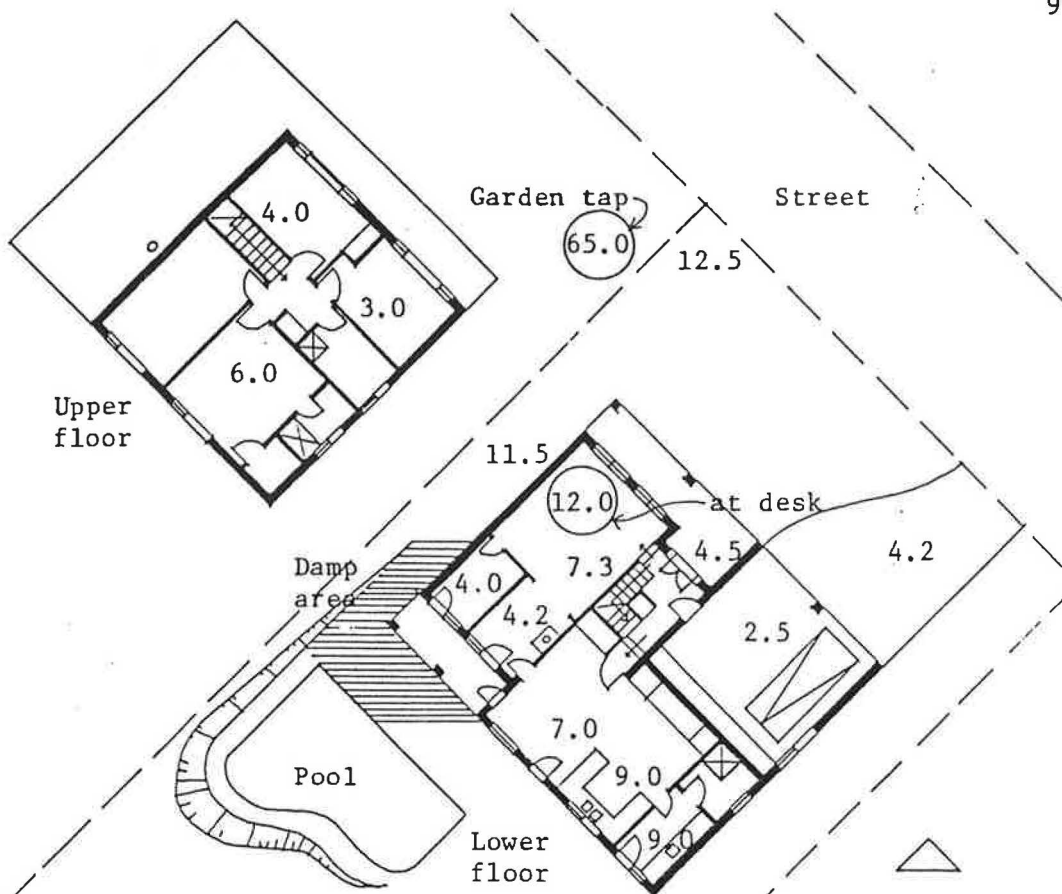 9
Garden tap
65.0
Street
12.5
4.0
3.0
6.0
Upper
floor
11.5
12.0
at desk
4.5
4.2
7.3
4.0
4.2
2.5
Damp
area
7.0
9.0
9.0
Pool
Lower
floor